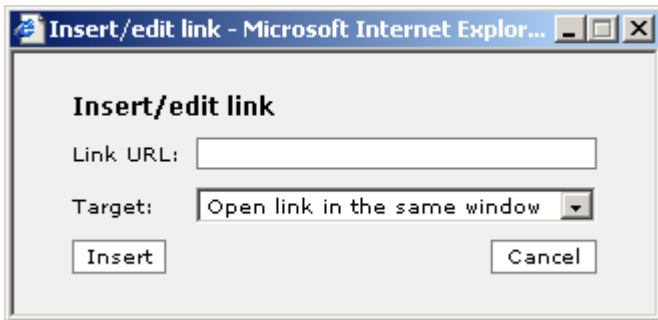 Insert/edit link - Microsoft Internet Explor...
Insert/edit link
Link URL:
Target: Open link in the same window
Insert Cancel